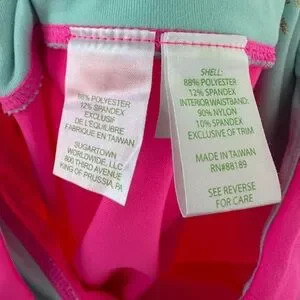 88% POLYESTER
12% SPANDEX
EXCLUSIF
DE L'EQUILIBRE
FABRIQUE EN TAIWAN
SUGARTOWN
WORLDWIDE, LLC
800 THIRD AVENUE
KING OF PRUSSIA, PA
SHELL:
88% POLYESTER
12% SPANDEX
INTERIOR WAISTBAND:
90% NYLON
10% SPANDEX
EXCLUSIVE OF TRIM
MADE IN TAIWAN
RN#88189
SEE REVERSE
FOR CARE